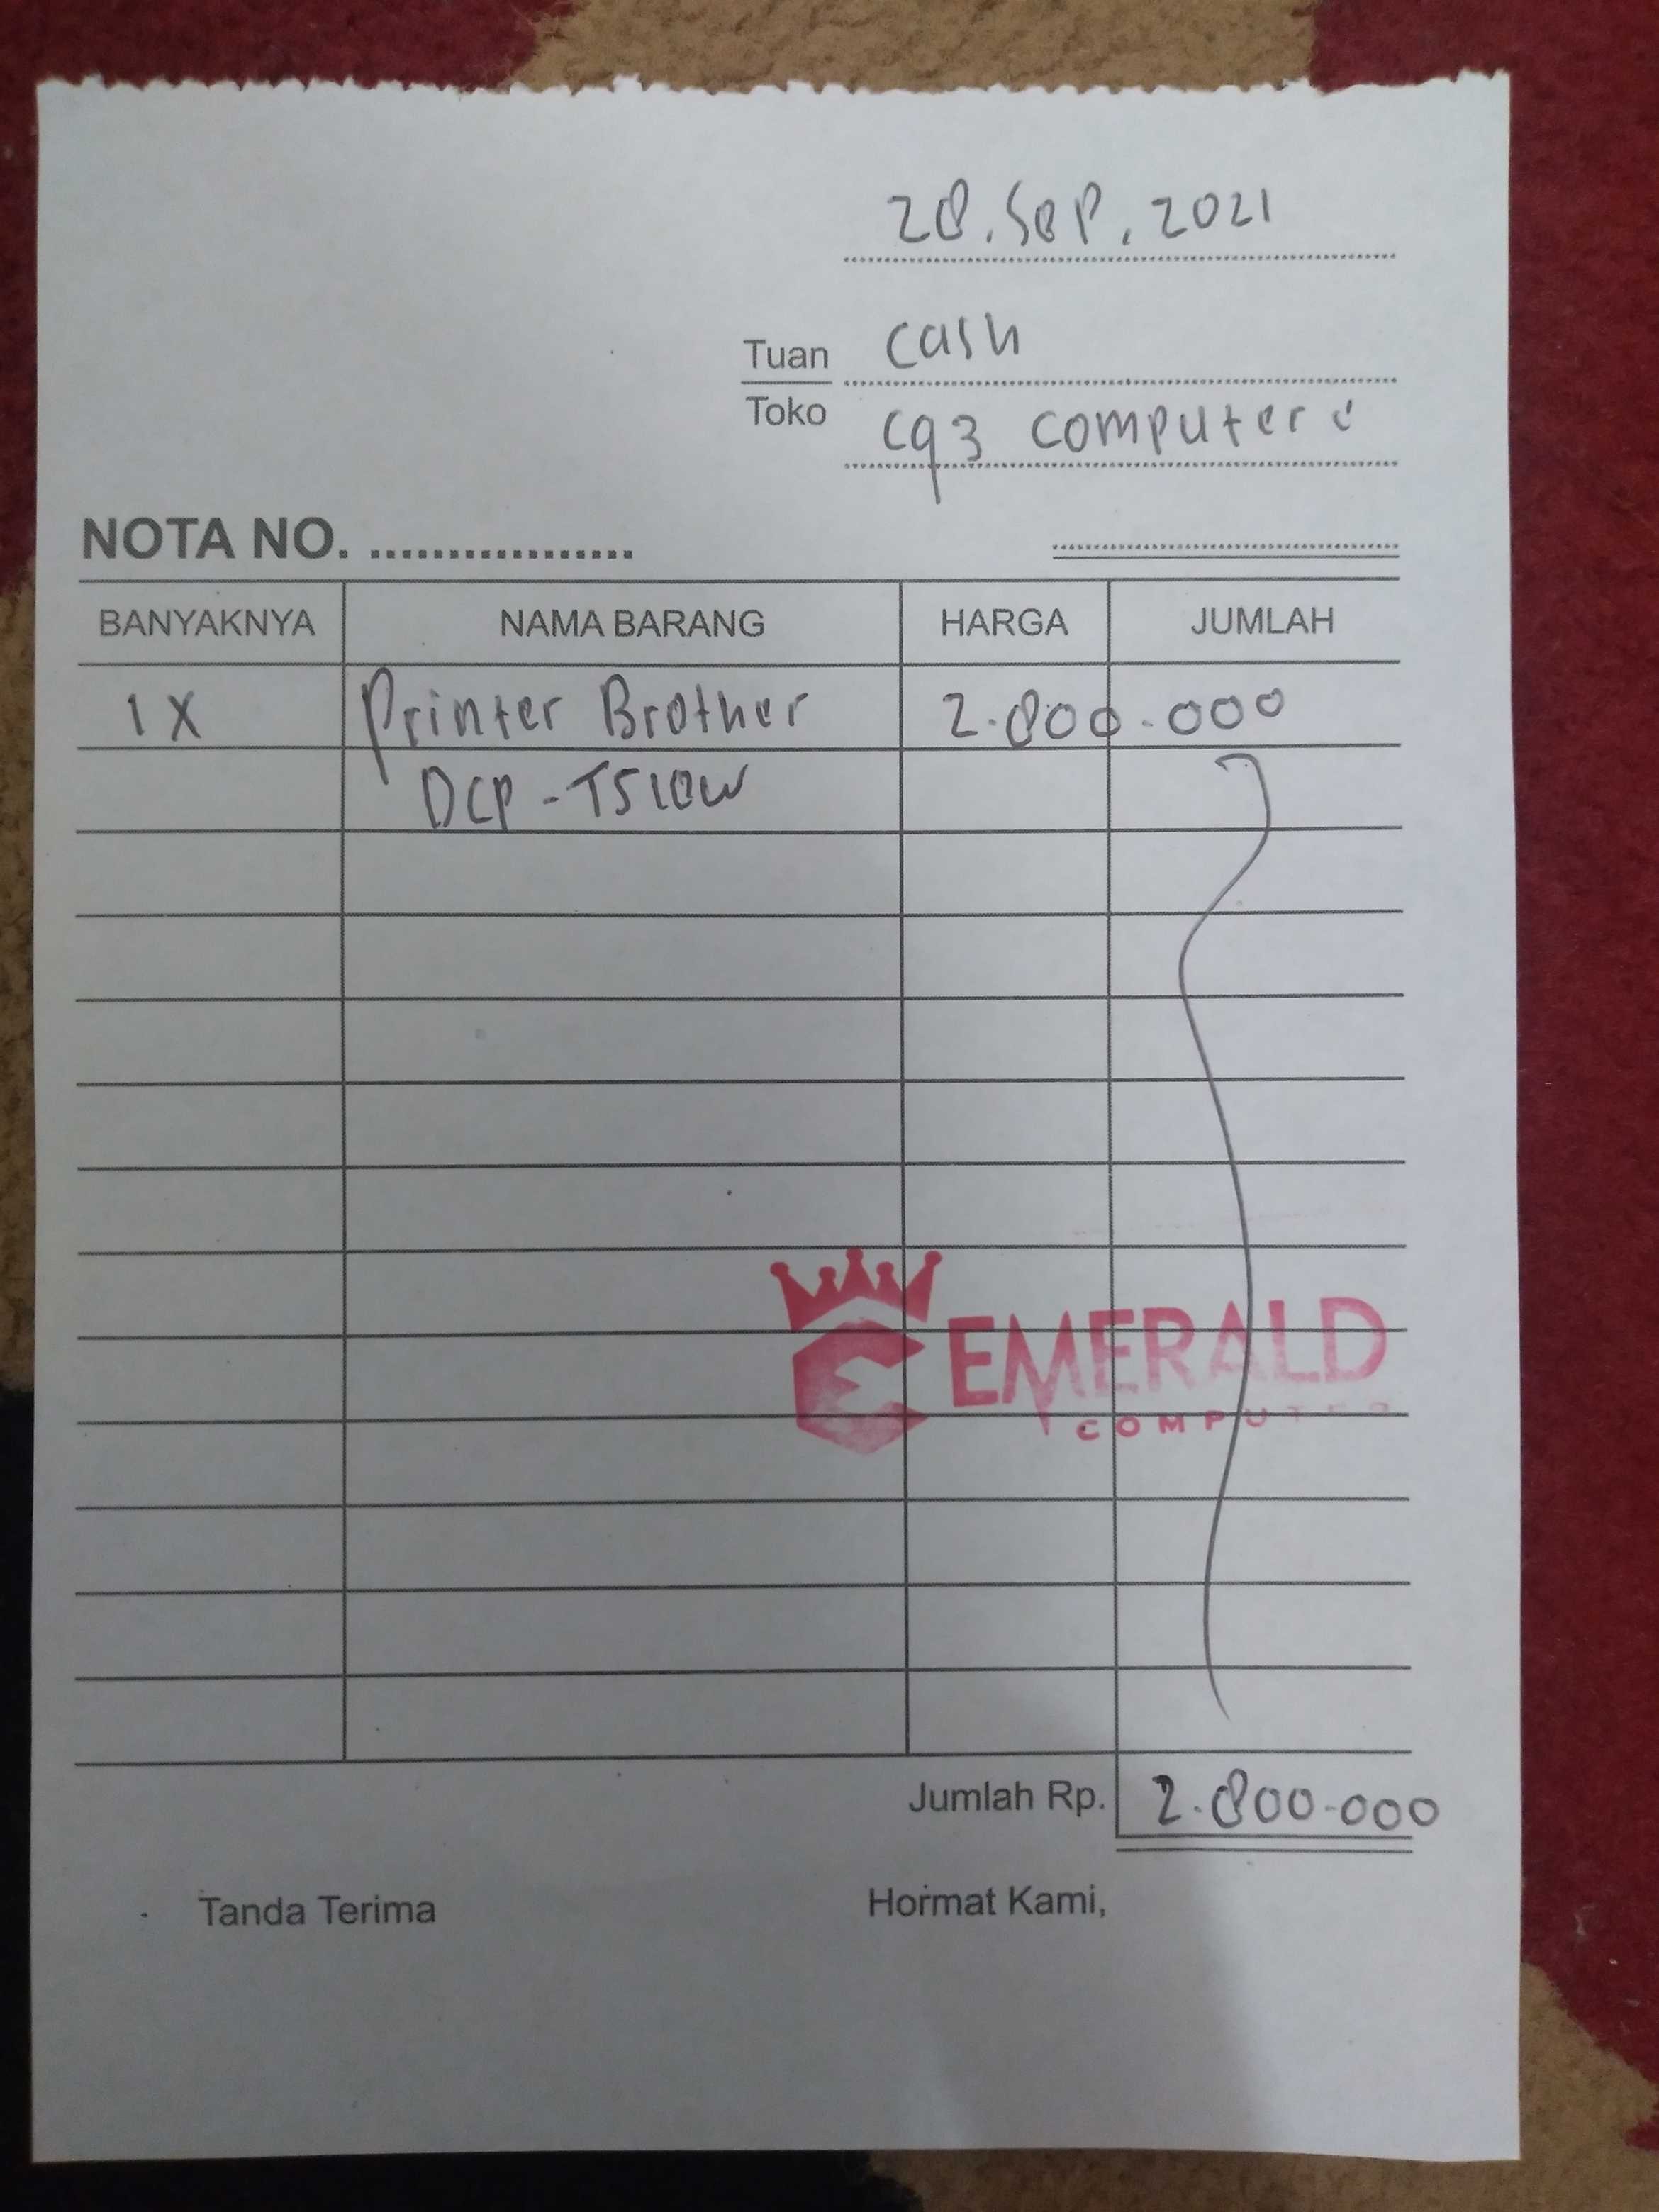 28. Sep. 2021
Tuan cash
Toko cq3 computer
NOTA NO. .................
BANYAKNYA NAMA BARANG HARGA JUMLAH
1 X Printer Brother 2.800.000
DCP - T510W
EMERALD
COMPUTER
Jumlah Rp. 2.800.000
Tanda Terima Hormat Kami,